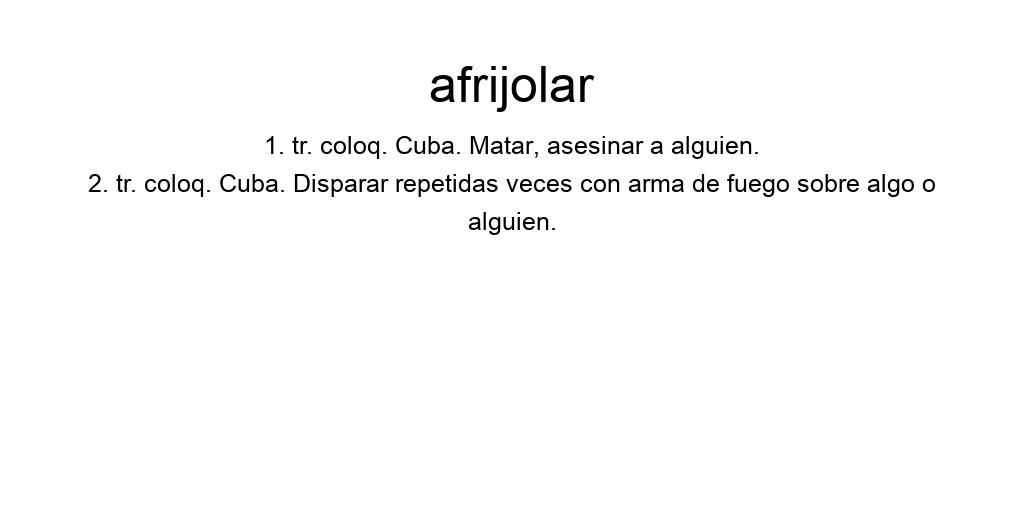 afrijolar
1. tr. coloq. Cuba. Matar, asesinar a alguien.
2. tr. coloq. Cuba. Disparar repetidas veces con arma de fuego sobre algo o
alguien.